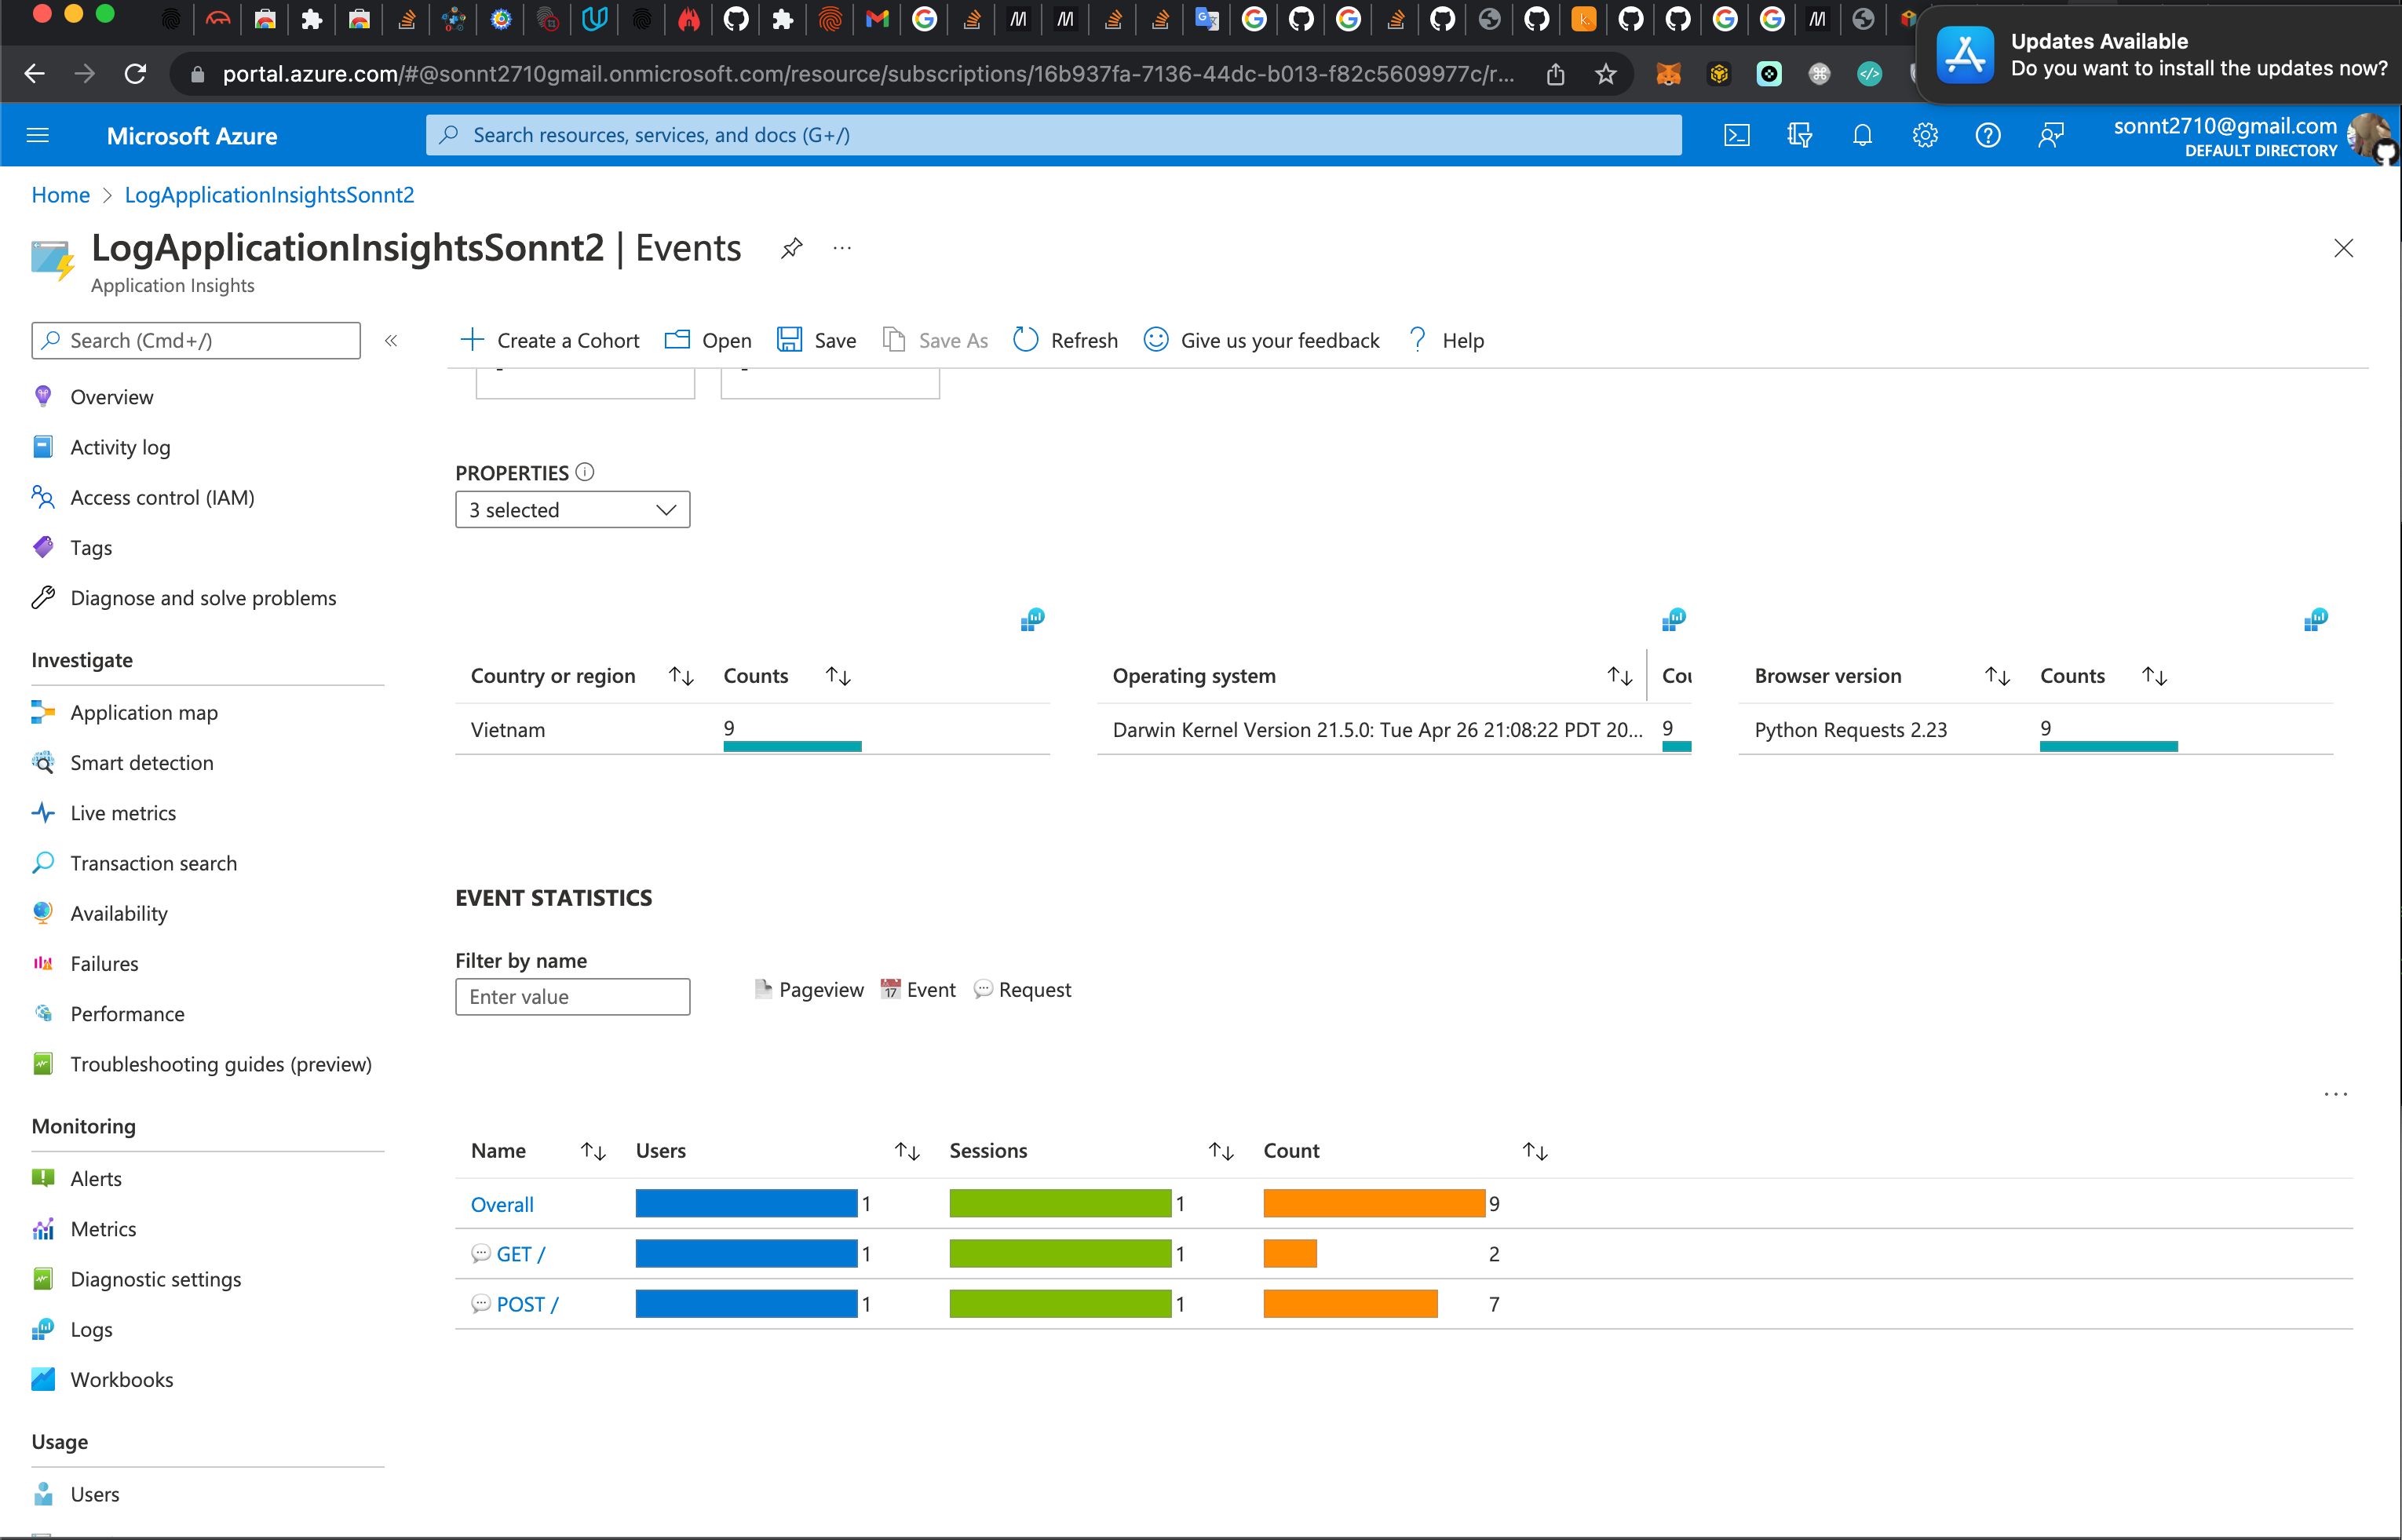 Updates Available
Do you want to install the updates now?
portal.azure.com/#@sonnt2710gmail.onmicrosoft.com/resource/subscriptions/16b937fa-7136-44dc-b013-f82c5609977c/r...
Microsoft Azure
Search resources, services, and docs (G+/)
sonnt2710@gmail.com
DEFAULT DIRECTORY
Home > LogApplicationInsightsSonnt2
LogApplicationInsightsSonnt2 | Events
Application Insights
Search (Cmd+/)
Create a Cohort Open Save Save As Refresh Give us your feedback Help
Overview
Activity log
Access control (IAM)
Tags
Diagnose and solve problems
Investigate
Application map
Smart detection
Live metrics
Transaction search
Availability
Failures
Performance
Troubleshooting guides (preview)
Monitoring
Alerts
Metrics
Diagnostic settings
Logs
Workbooks
Usage
Users
PROPERTIES
3 selected
Country or region Counts
Vietnam 9
Operating system Cou
Darwin Kernel Version 21.5.0: Tue Apr 26 21:08:22 PDT 20... 9
Browser version Counts
Python Requests 2.23 9
EVENT STATISTICS
Filter by name
Enter value
Pageview 17 Event Request
Name Users Sessions Count
Overall 1 1 9
GET / 1 1 2
POST / 1 1 7